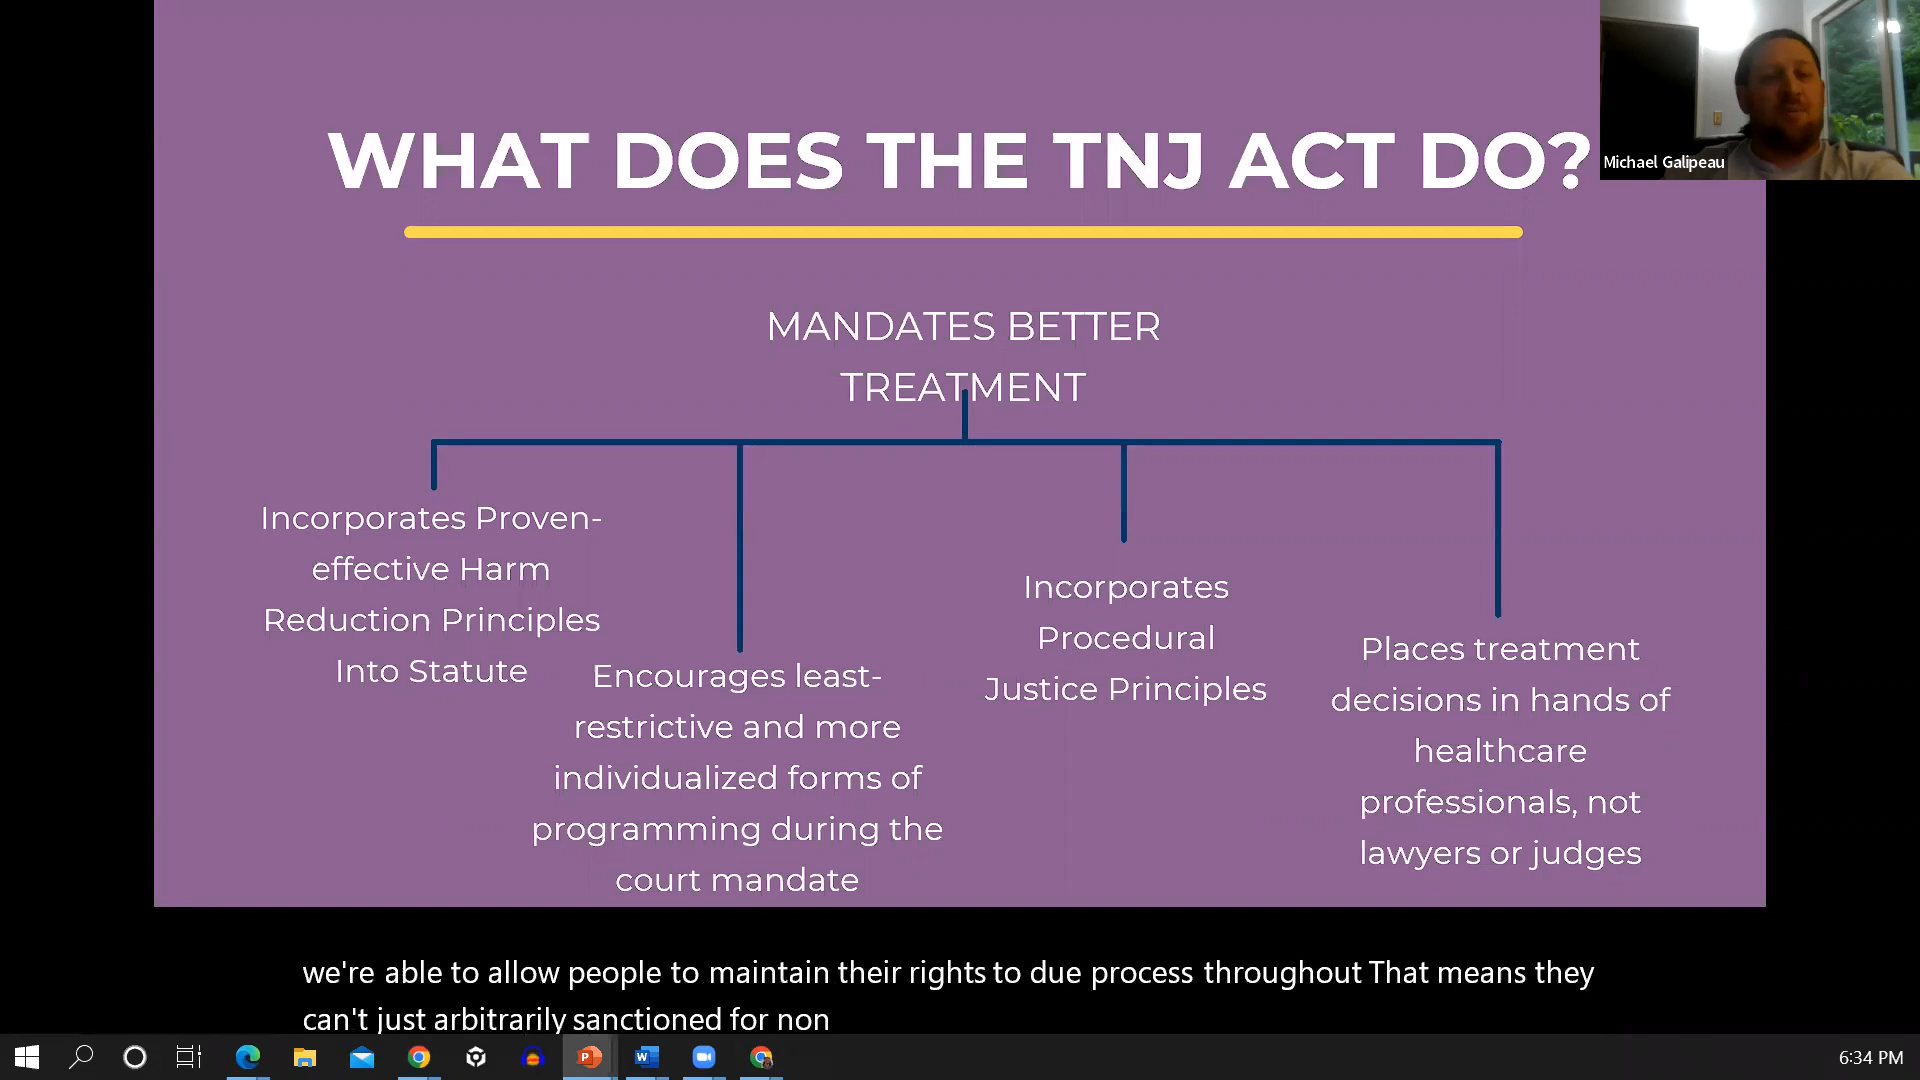 WHAT DOES THE TNJ ACT DO?
Michael Galipeau
MANDATES BETTER
TREATMENT
Incorporates Proven-
effective Harm
Reduction Principles
Into Statute
Encourages least-
restrictive and more
individualized forms of
programming during the
court mandate
Incorporates
Procedural
Justice Principles
Places treatment
decisions in hands of
healthcare
professionals, not
lawyers or judges
we're able to allow people to maintain their rights to due process throughout That means they
can't just arbitrarily sanctioned for non
6:34 PM